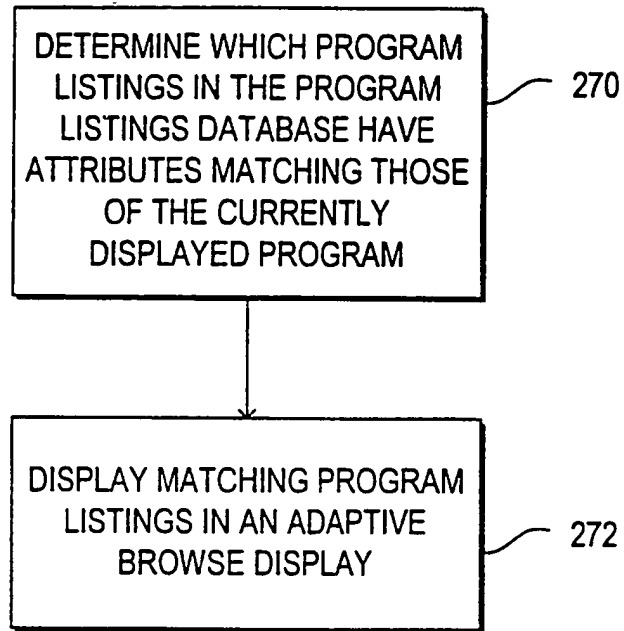 DETERMINE WHICH PROGRAM
LISTINGS IN THE PROGRAM
LISTINGS DATABASE HAVE
ATTRIBUTES MATCHING THOSE
OF THE CURRENTLY
DISPLAYED PROGRAM
270
DISPLAY MATCHING PROGRAM
LISTINGS IN AN ADAPTIVE
BROWSE DISPLAY
272